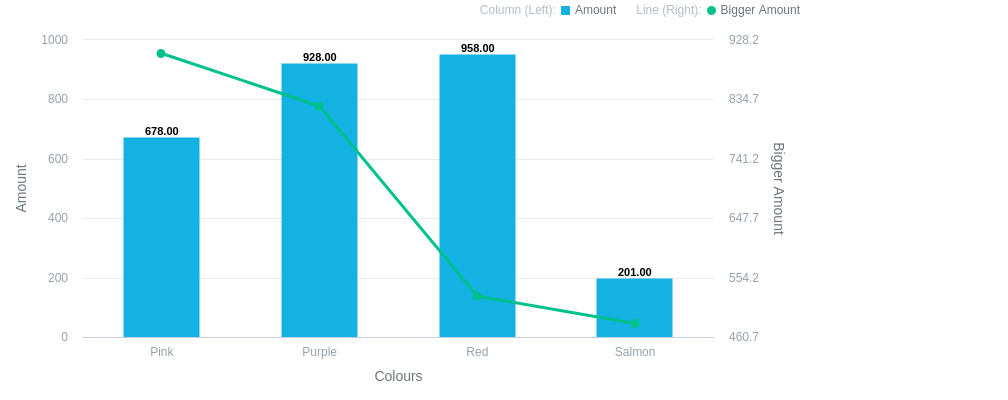 Column (Left): Amount Line (Right): Bigger Amount
1000 928.2
958.00
928.00
800 834.7
678.00
600 741.2
Amount
Bigger Amount
400 647.7
200 554.2
201.00
0 460.7
Pink Purple Red Salmon
Colours